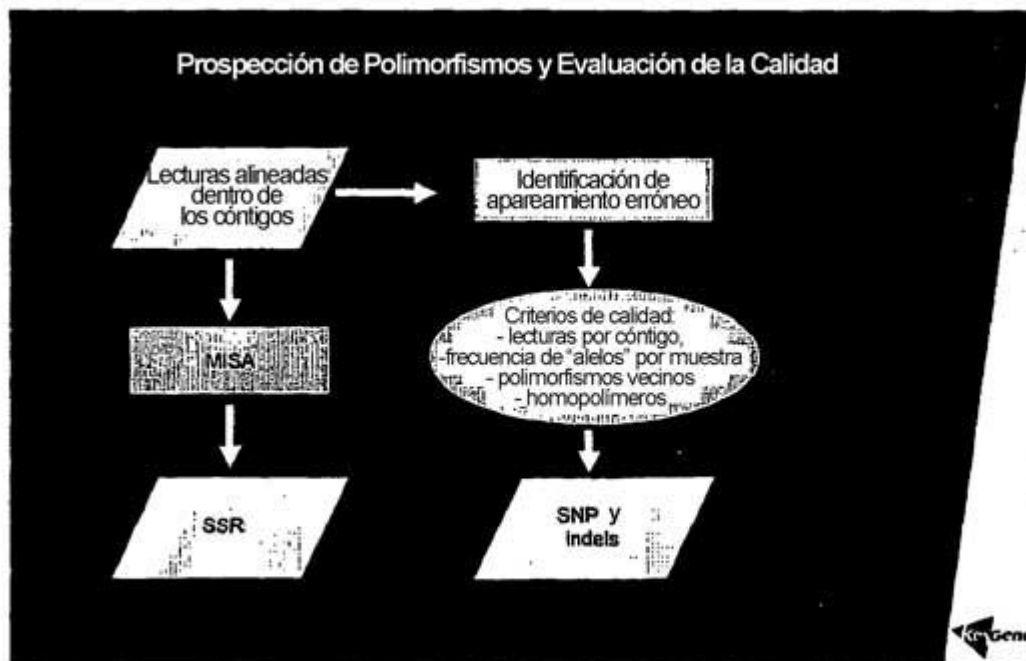 Prospección de Polimorfismos y Evaluación de la Calidad
Lecturas alineadas
dentro de
los cóntigos
Identificación de
apareamiento erróneo
MISA
Criterios de calidad:
- lecturas por cóntigo,
-frecuencia de "alelos" por muestra
- polimorfismos vecinos
- homopolímeros
SSR
SNP y
indels
KeyGene